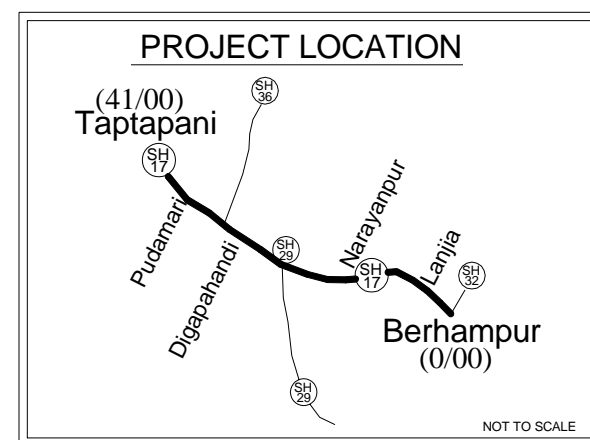 PROJECT LOCATION
(41/00)
Taptapani
SH
36
SH
17
Pudamari
Digapahandi
SH
29
Narayanpur
SH
17
Lanjia
SH
32
Berhampur
(0/00)
SH
29
NOT TO SCALE